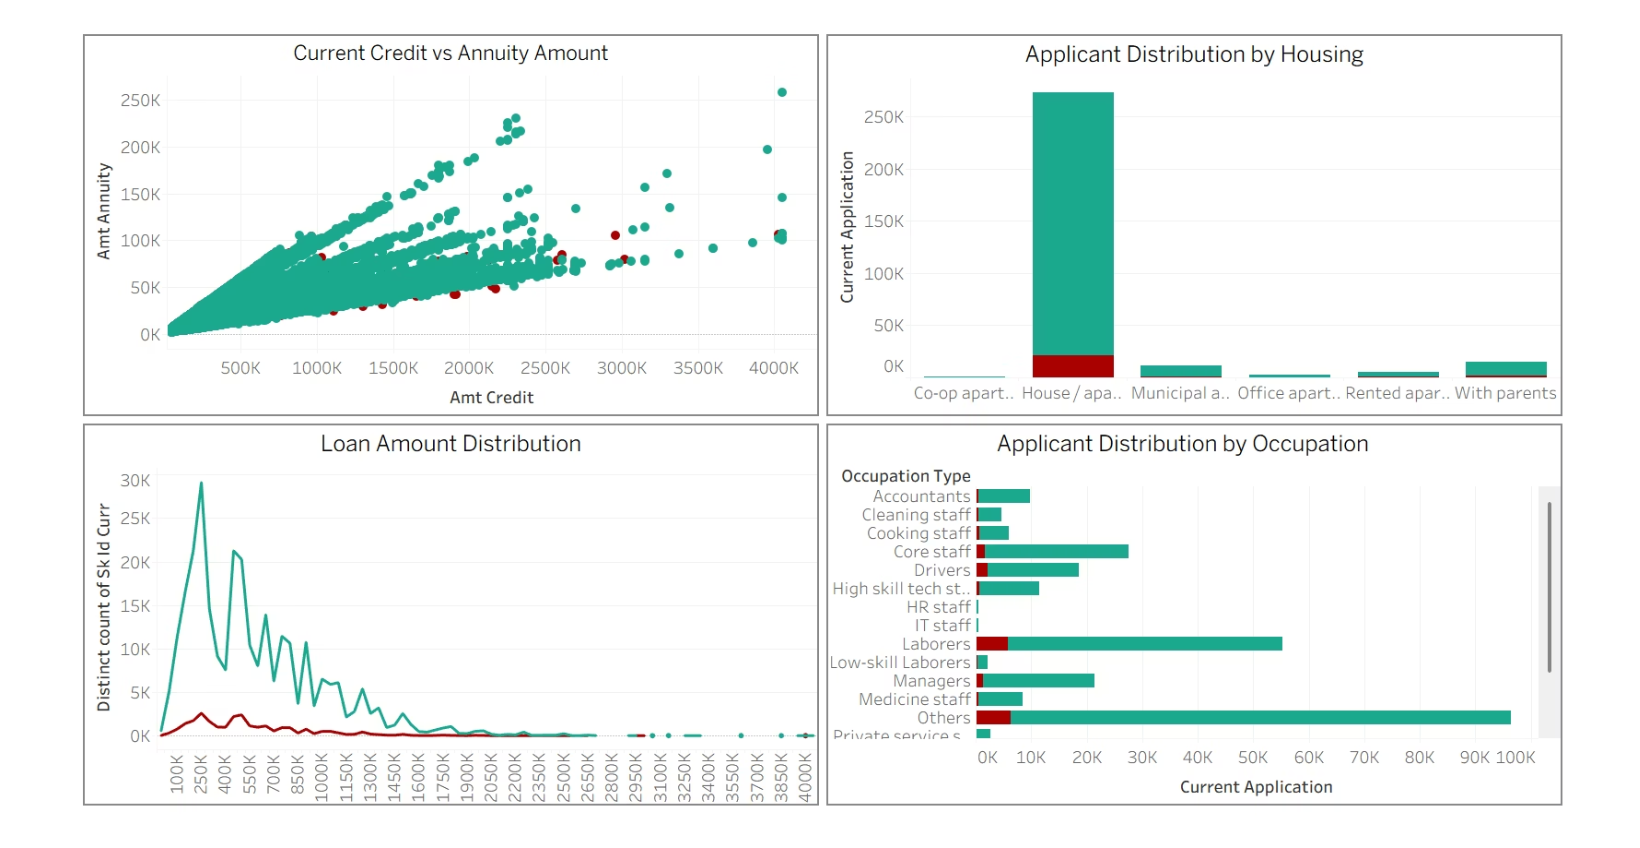 Current Credit vs Annuity Amount
250K
200K
150K
100K
50K
0K
Amt Annuity
500K 1000K 1500K 2000K 2500K 3000K 3500K 4000K
Amt Credit
Applicant Distribution by Housing
250K
200K
150K
100K
50K
0K
Current Application
Co-op apart.. House / apa.. Municipal a.. Office apart.. Rented apar.. With parents
Loan Amount Distribution
30K
25K
20K
15K
10K
5K
0K
Distinct count of Sk Id Curr
100K 250K 400K 550K 700K 850K 1000K 1150K 1300K 1450K 1600K 1750K 1900K 2050K 2200K 2350K 2500K 2650K 2950K 3100K 3250K 3400K 3550K 3700K 3850K 4000K
Applicant Distribution by Occupation
Occupation Type
Accountants
Cleaning staff
Cooking staff
Core staff
Drivers
High skill tech st..
HR staff
IT staff
Laborers
Low-skill Laborers
Managers
Medicine staff
Others
Private service s..
0K 10K 20K 30K 40K 50K 60K 70K 80K 90K 100K
Current Application